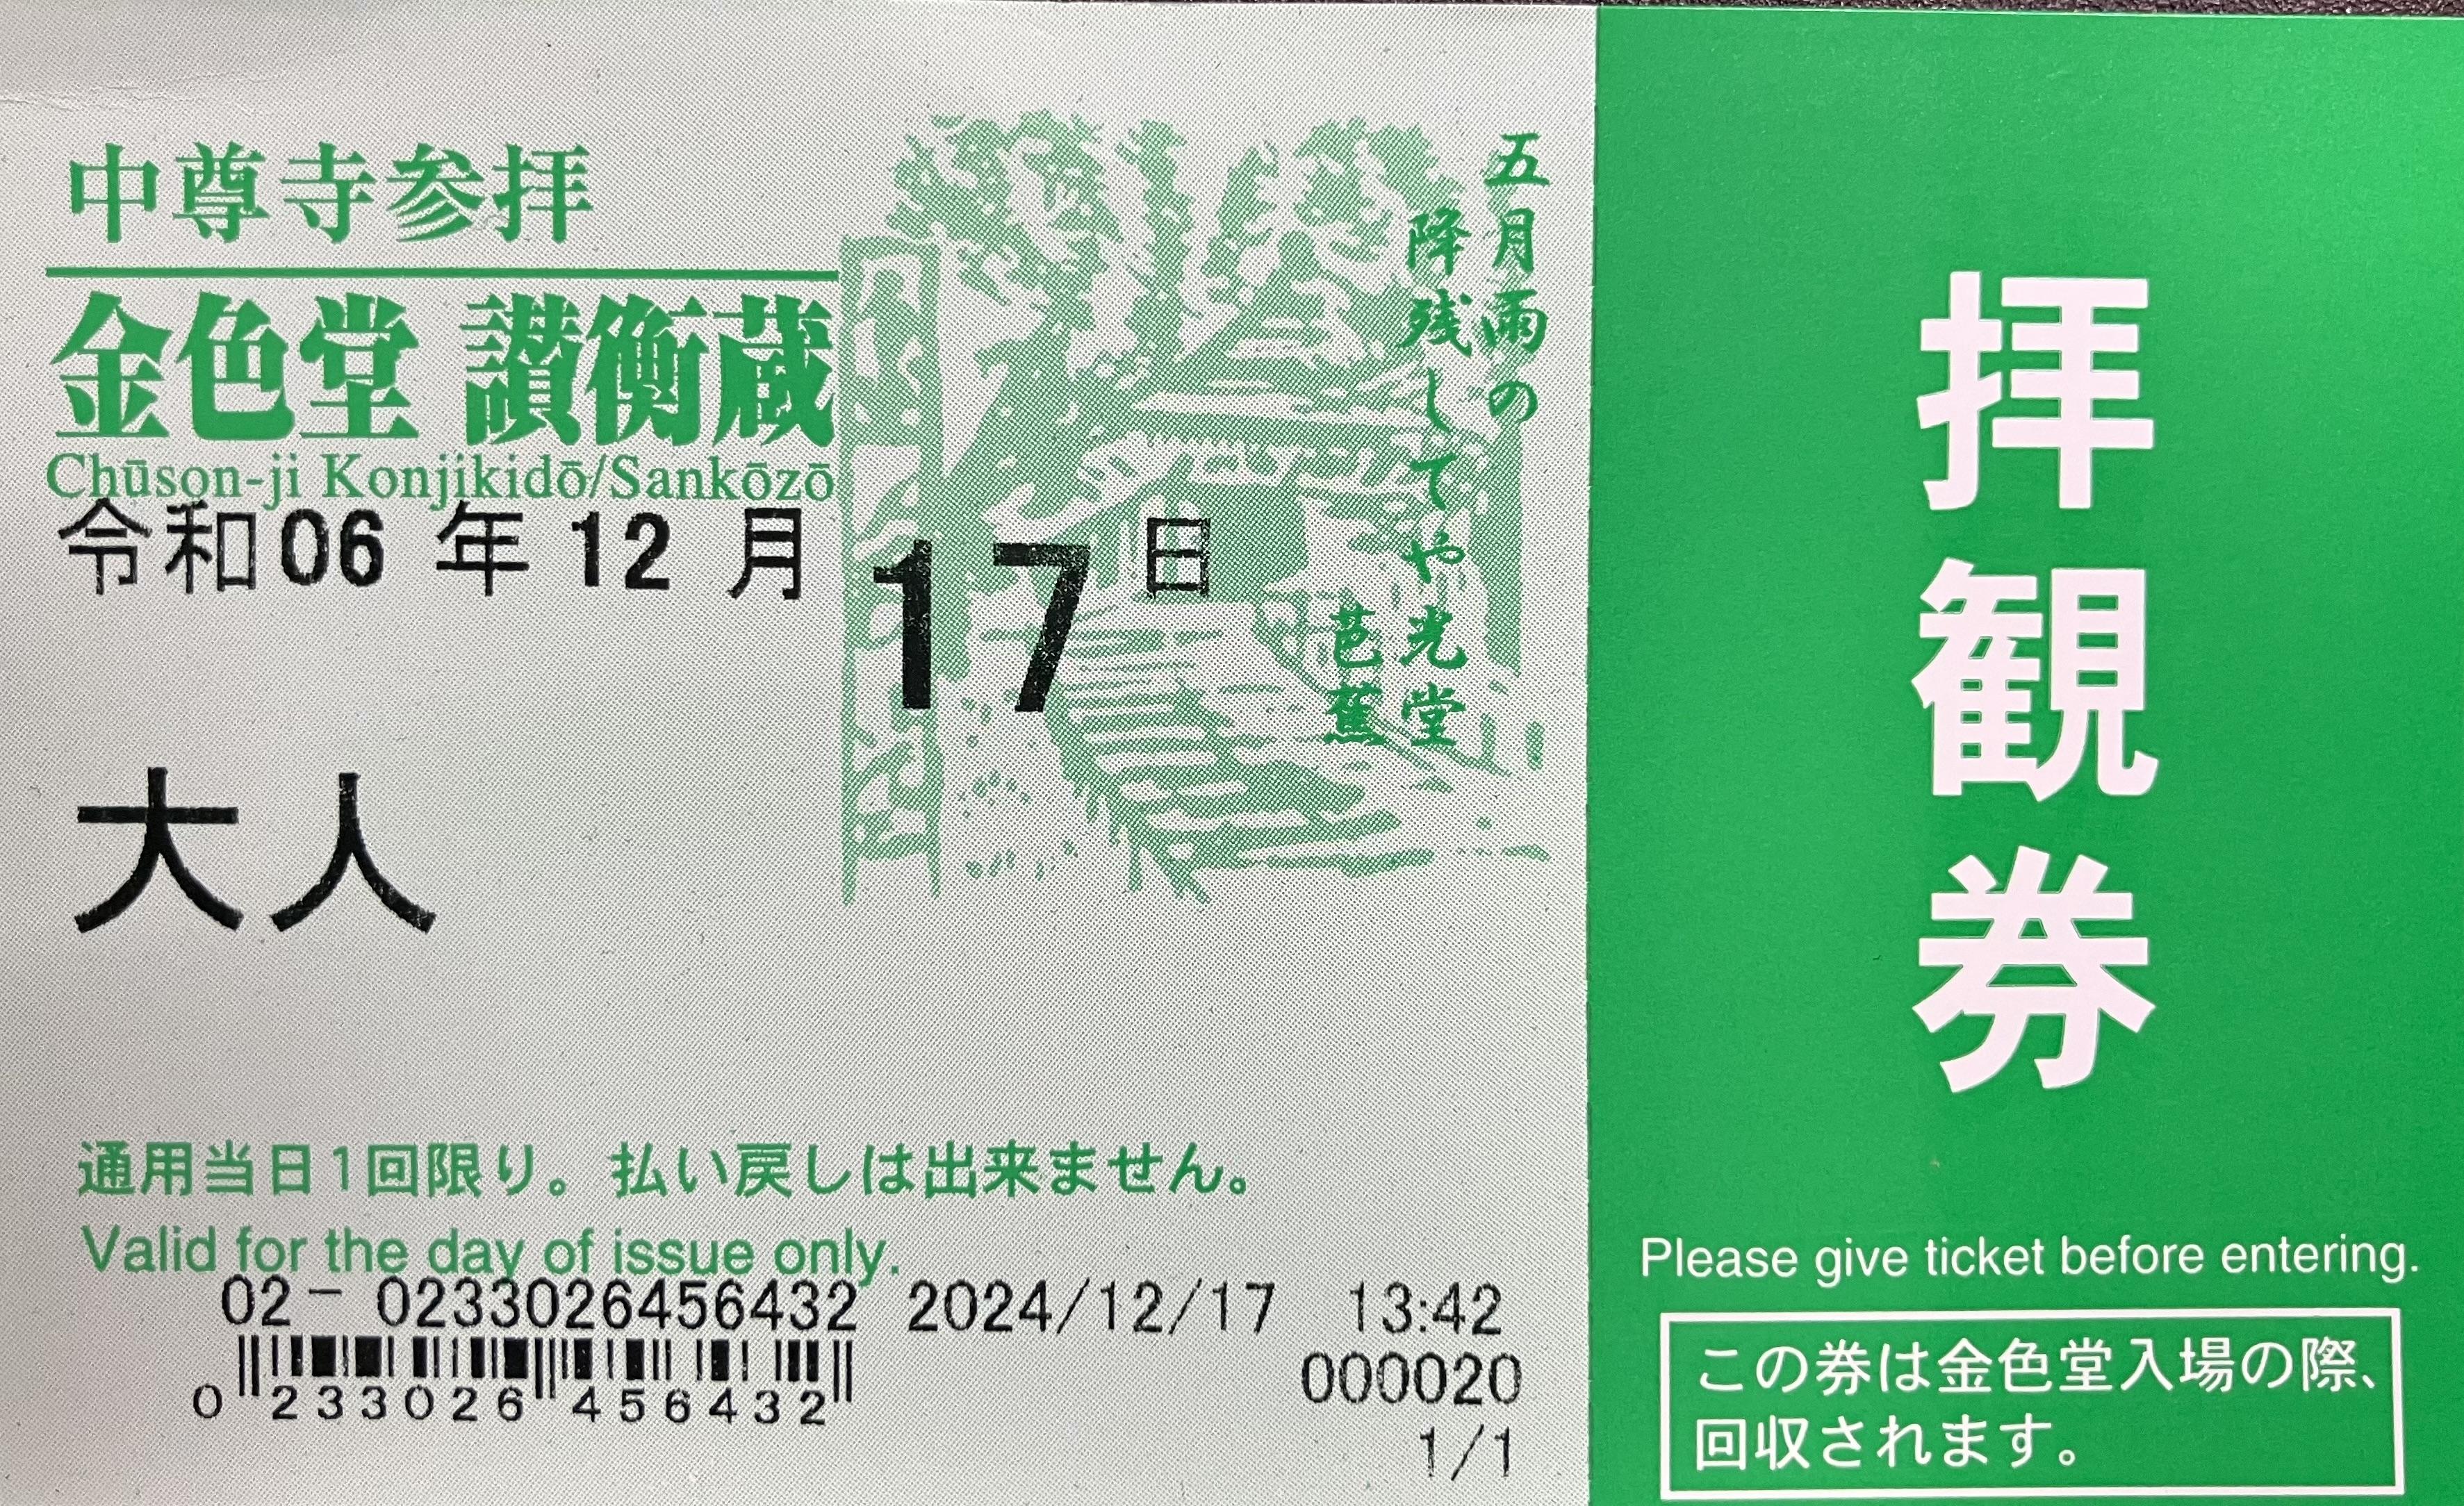 中尊寺参拝
金色堂 讃衡蔵
Chūson-ji Konjikidō/Sankōzō
令和06年12月17日
五月雨の
降残してや光堂
芭蕉
大人
通用当日1回限り。払い戻しは出来ません。
Valid for the day of issue only.
02- 0233026456432 2024/12/17 13:42
0 233026 456432
000020
1/1
拝観券
Please give ticket before entering.
この券は金色堂入場の際、
回収されます。